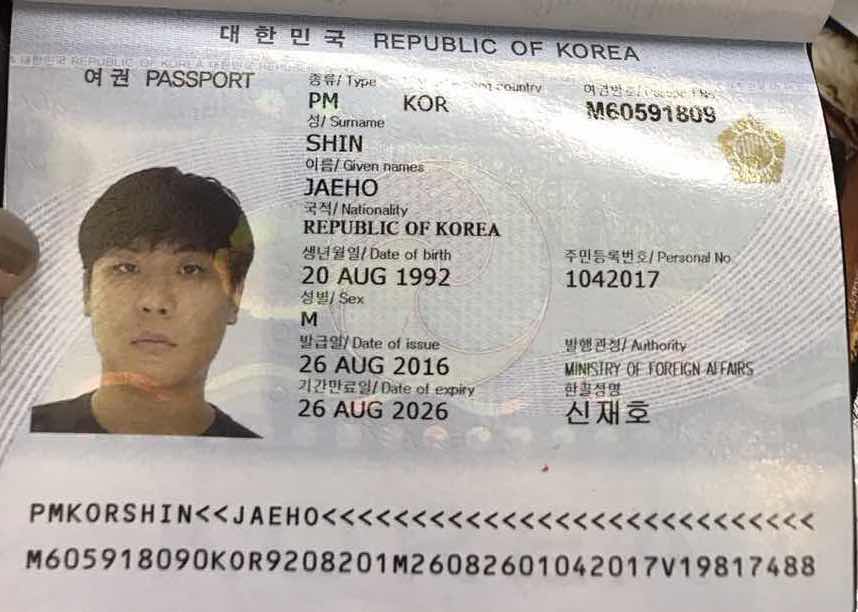 대한민국 REPUBLIC OF KOREA
여권 PASSPORT
종류/ Type country 여권번호/
PM KOR M60591809
성/ Surname
SHIN
이름/ Given names
JAEHO
국적/ Nationality
REPUBLIC OF KOREA
생년월일/ Date of birth 주민등록번호/ Personal No.
20 AUG 1992 1042017
성별/ Sex
M
발급일/ Date of issue 발행관청/ Authority
26 AUG 2016 MINISTRY OF FOREIGN AFFAIRS
기간만료일/ Date of expiry 한글성명
26 AUG 2026 신재호
PMKORSHIN<<JAEHO<<<<<<<<<<<<<<<<<<<<<<<<<<<<
M605918090KOR9208201M26082601042017V19817488